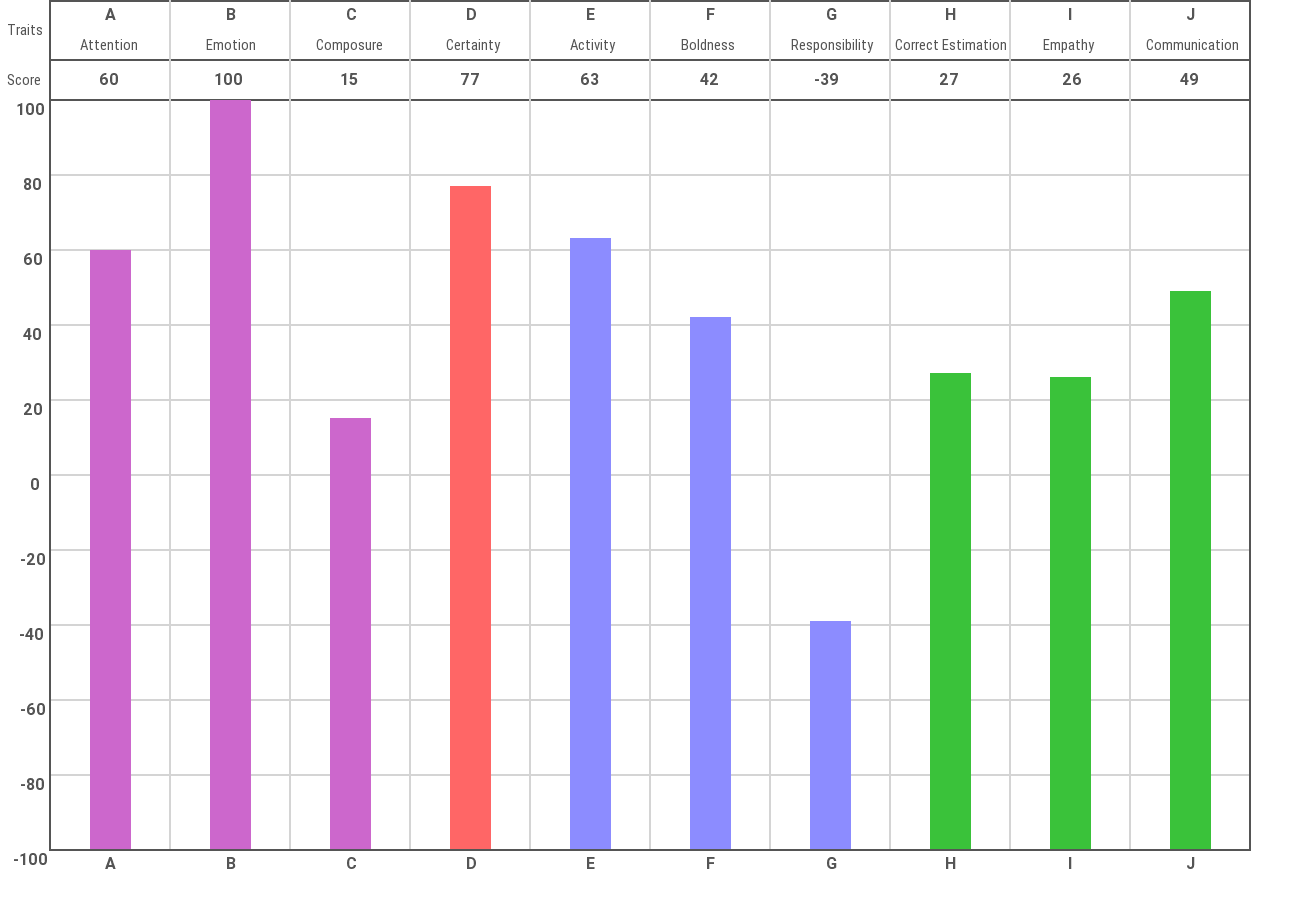 A B C D E F G H I J
Traits
Attention Emotion Composure Certainty Activity Boldness Responsibility Correct Estimation Empathy Communication
Score 60 100 15 77 63 42 -39 27 26 49
100
80
60
40
20
0
-20
-40
-60
-80
-100
A B C D E F G H I J